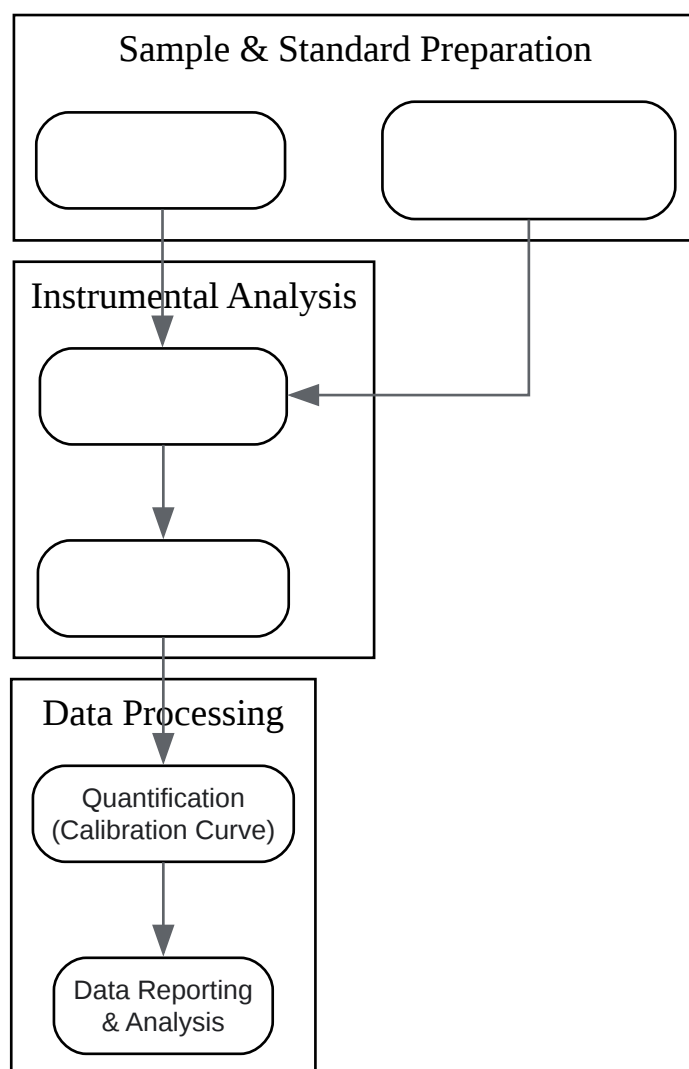 Sample & Standard Preparation
Instrumental Analysis
Data Processing
Quantification
(Calibration Curve)
Data Reporting
& Analysis